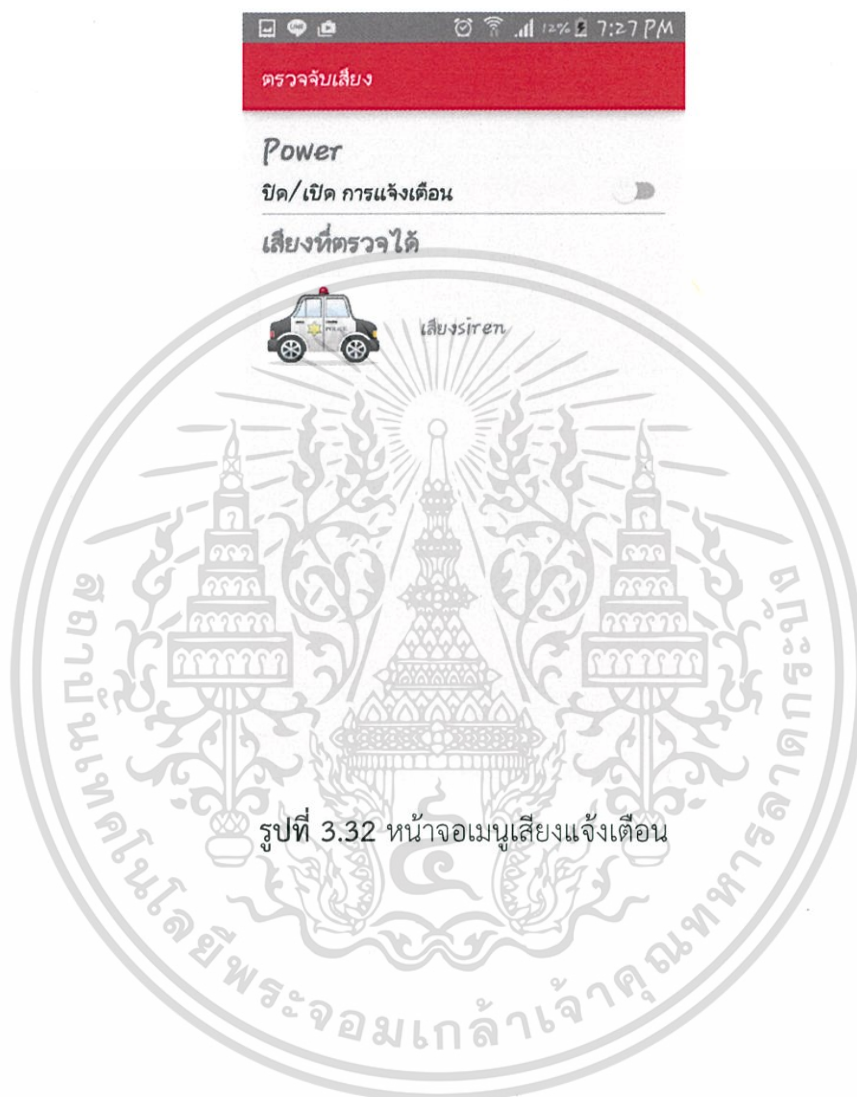 12% 7:27 PM
ตรวจจับเสียง
Power
ปิด/เปิด การแจ้งเตือน
เสียงที่ตรวจได้
POLICE
เสียงsiren
รูปที่ 3.32 หน้าจอเมนูเสียงแจ้งเตือน
สถาบันเทคโนโลยีพระจอมเกล้าเจ้าคุณทหารลาดกระบัง